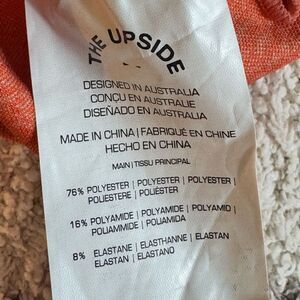 THE UPSIDE
DESIGNED IN AUSTRALIA
CONÇU EN AUSTRALIE
DISEÑADO EN AUSTRALIA
MADE IN CHINA | FABRIQUÉ EN CHINE
HECHO EN CHINA
MAIN | TISSU PRINCIPAL
76% POLYESTER | POLYESTER | POLYESTER |
POLIESTERE | POLIÉSTER
16% POLYAMIDE | POLYAMIDE | POLYAMID |
POLIAMMIDE | POLIAMIDA
8% ELASTANE | ELASTHANNE | ELASTAN |
ELASTAN | ELASTANO